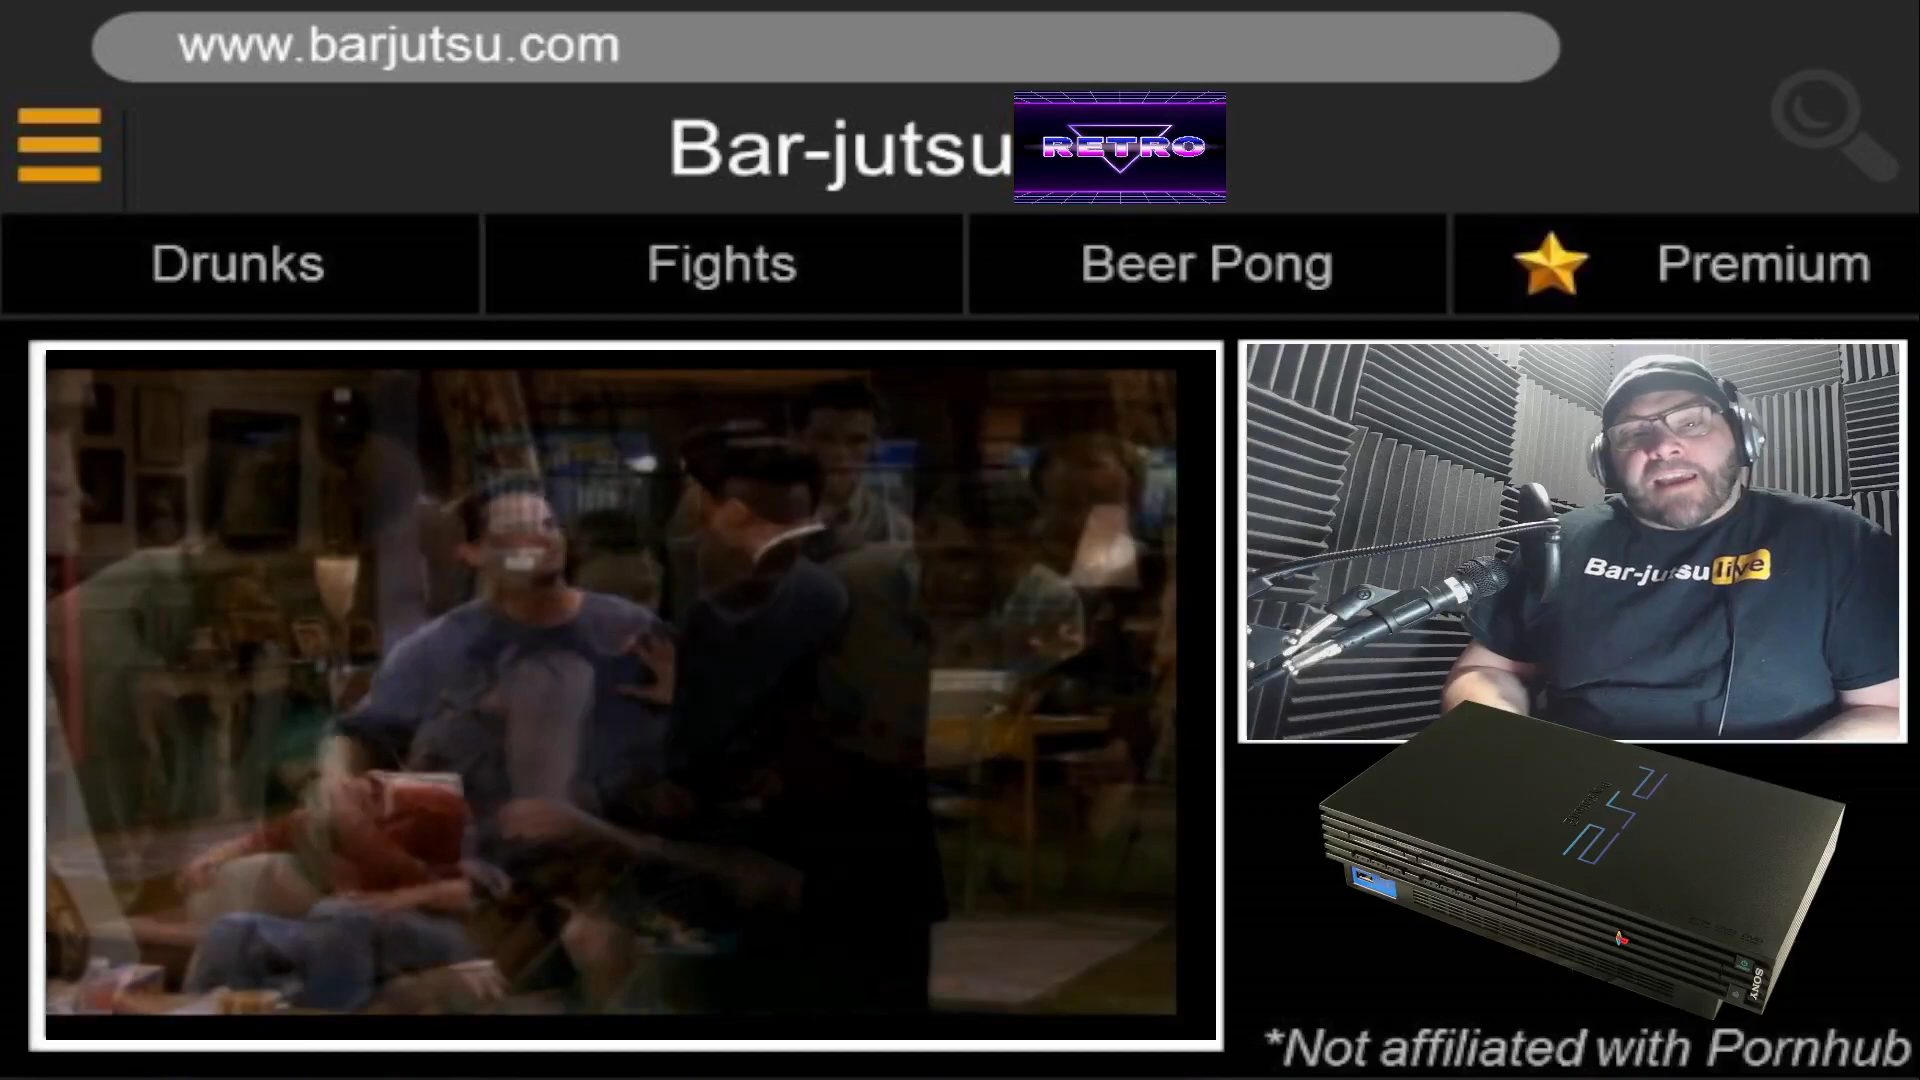 www.barjutsu.com
Bar-jutsu RETRO
Drunks
Fights
Beer Pong
Premium
Bar-jutsu live
SONY
*Not affiliated with Pornhub